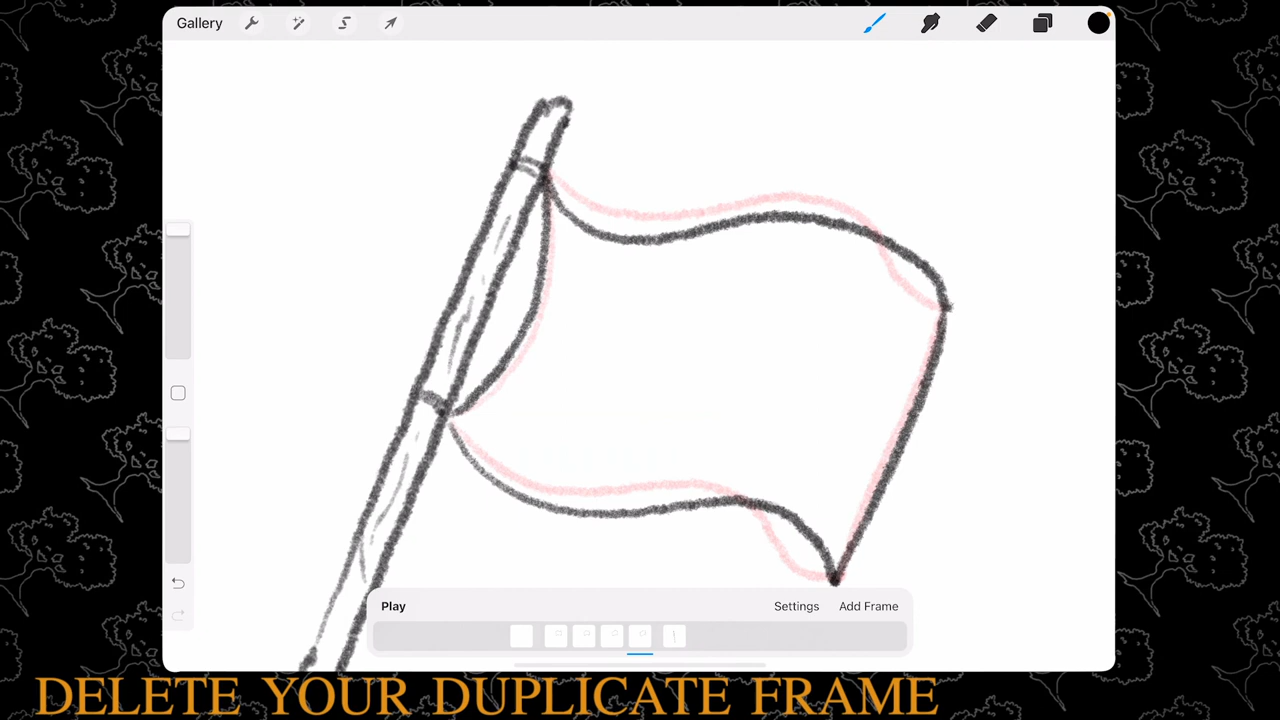 Gallery
Play
Settings
Add Frame
DELETE YOUR DUPLICATE FRAME